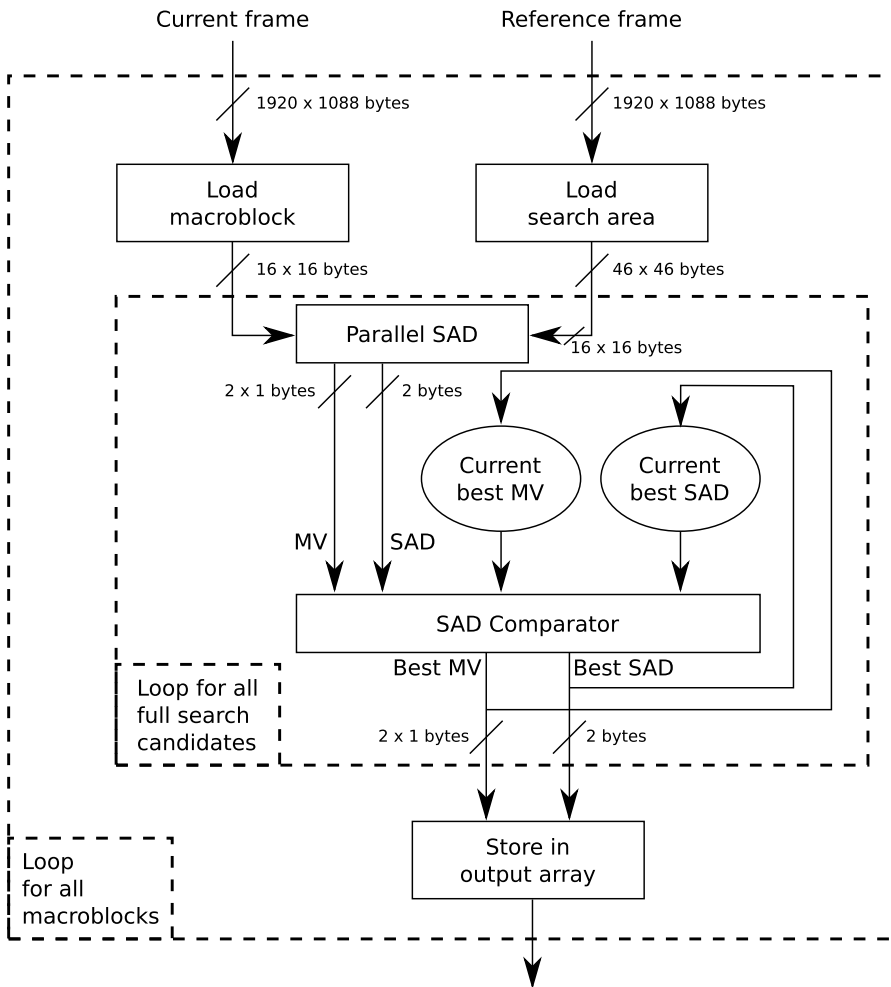 Current frame
Reference frame
1920 x 1088 bytes
1920 x 1088 bytes
Load
macroblock
Load
search area
16 x 16 bytes
46 x 46 bytes
Parallel SAD
16 x 16 bytes
2 x 1 bytes
2 bytes
Current
best MV
Current
best SAD
MV
SAD
SAD Comparator
Best MV
Best SAD
Loop for all
full search
candidates
2 x 1 bytes
2 bytes
Store in
output array
Loop
for all
macroblocks